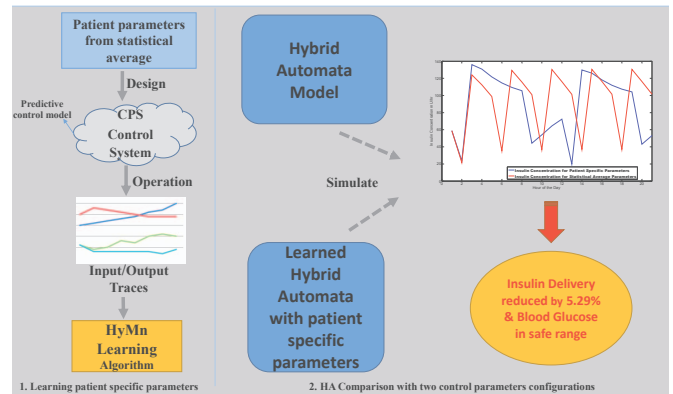 Patient parameters
from statistical
average
Design
Predictive
control model
CPS
Control
System
Operation
Input/Output
Traces
HyMn
Learning
Algorithm
1. Learning patient specific parameters
Hybrid
Automata
Model
Simulate
Learned
Hybrid
Automata
with patient
specific
parameters
Insulin Concentration for Patient Specific Parameters
Insulin Concentration for Statistical Average Parameters
Hour of the Day
Insulin Delivery
reduced by 5.29%
& Blood Glucose
in safe range
2. HA Comparison with two control parameters configurations